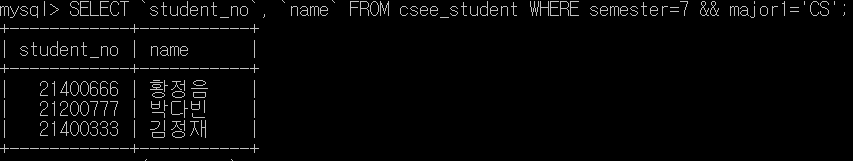 mysql> SELECT `student_no`, `name` FROM csee_student WHERE semester=7 && major1='CS';
+------------+-----------+
| student_no | name      |
+------------+-----------+
|   21400666 | 황정음    |
|   21200777 | 박다빈    |
|   21400333 | 김정재    |
+------------+-----------+